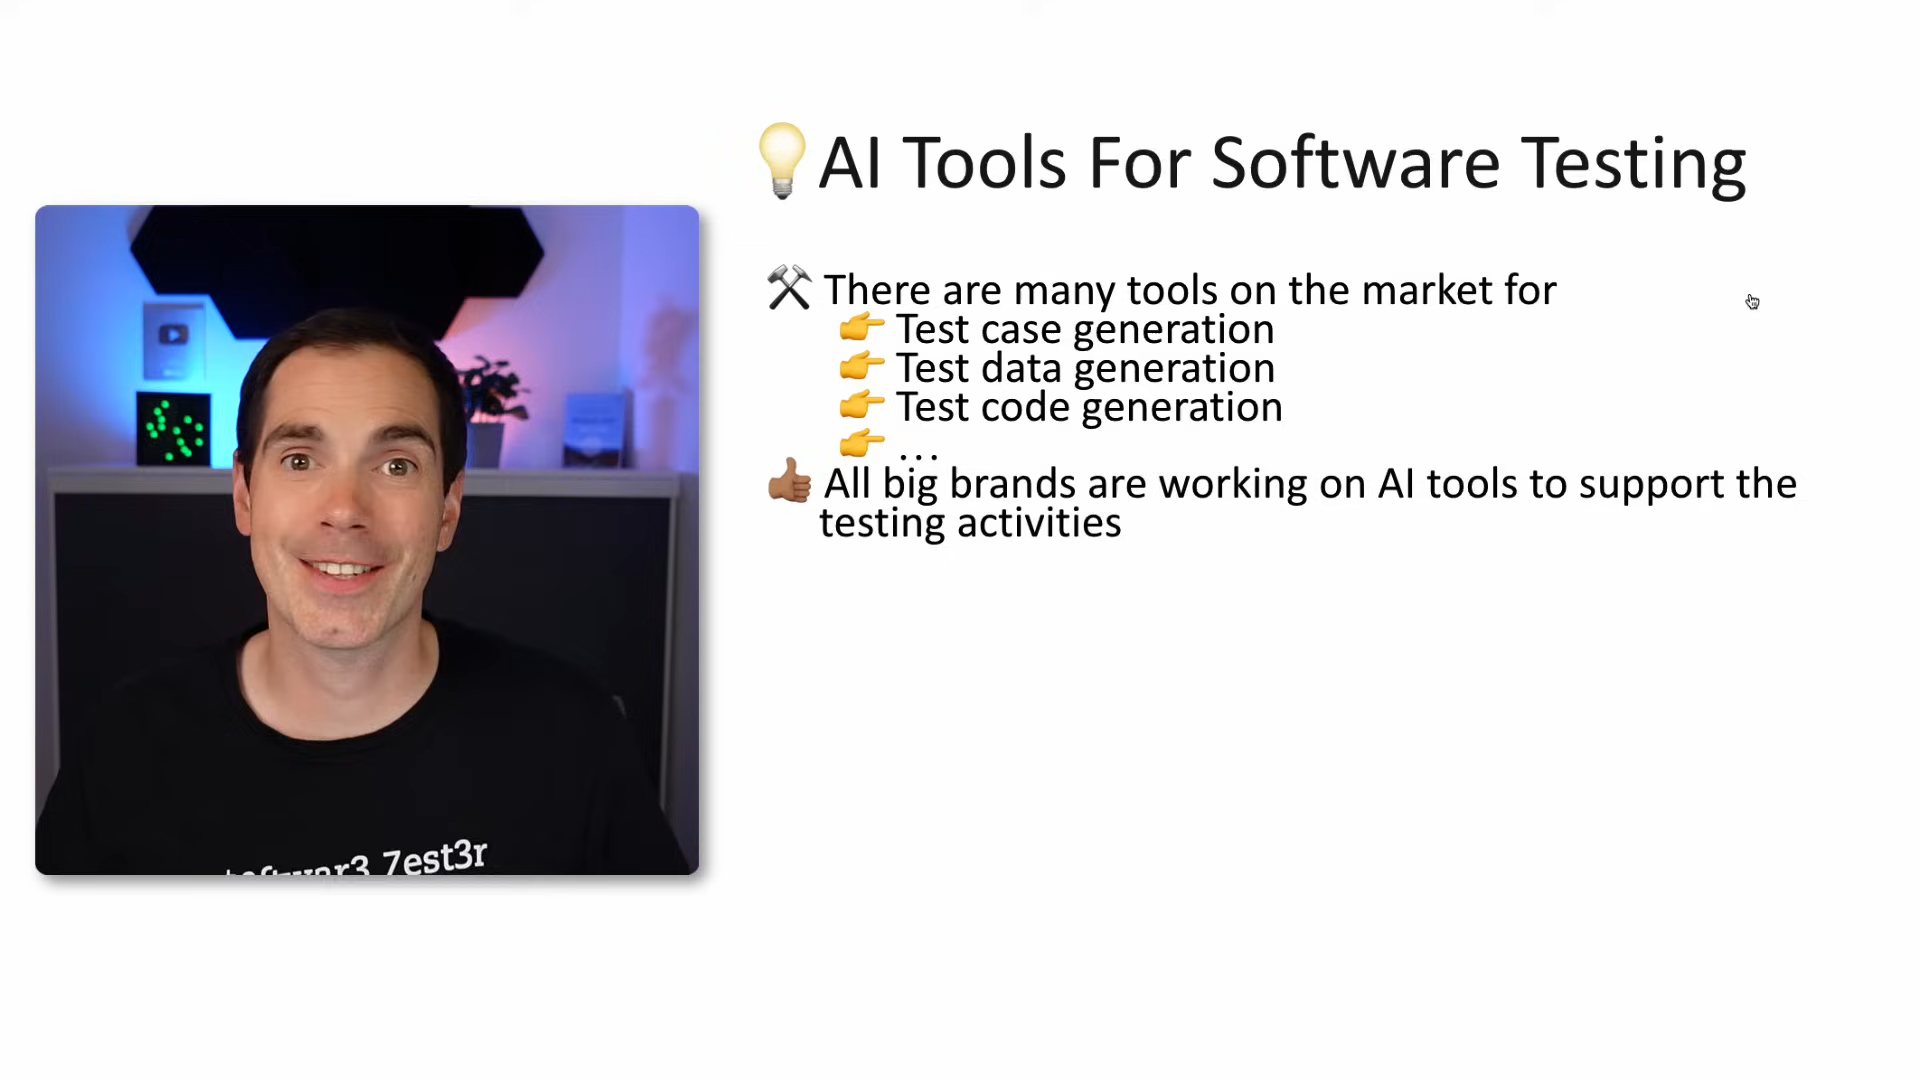 AI Tools For Software Testing
There are many tools on the market for
Test case generation
Test data generation
Test code generation
...
All big brands are working on AI tools to support the
testing activities
7est3r